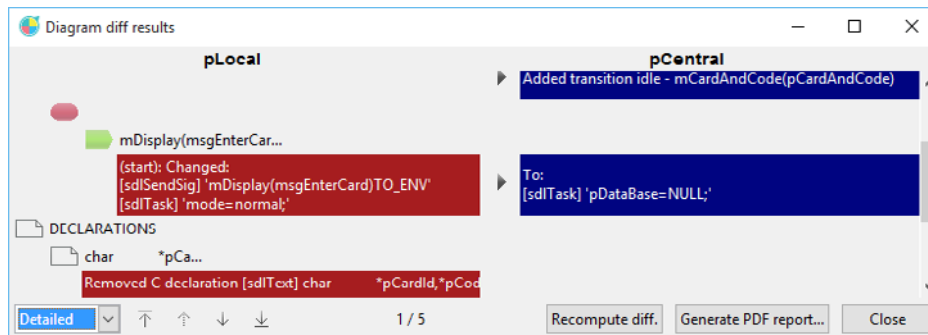 Diagram diff results
pLocal
pCentral
Added transition idle - mCardAndCode(pCardAndCode)
mDisplay(msgEnterCar...
(start): Changed:
[sdlSendSig] 'mDisplay(msgEnterCard)TO_ENV'
[sdlTask] 'mode=normal;'
To:
[sdlTask] 'pDataBase=NULL;'
DECLARATIONS
char *pCa...
Removed C declaration [sdlText] char *pCardId,*pCod
Detailed
1 / 5
Recompute diff.
Generate PDF report...
Close